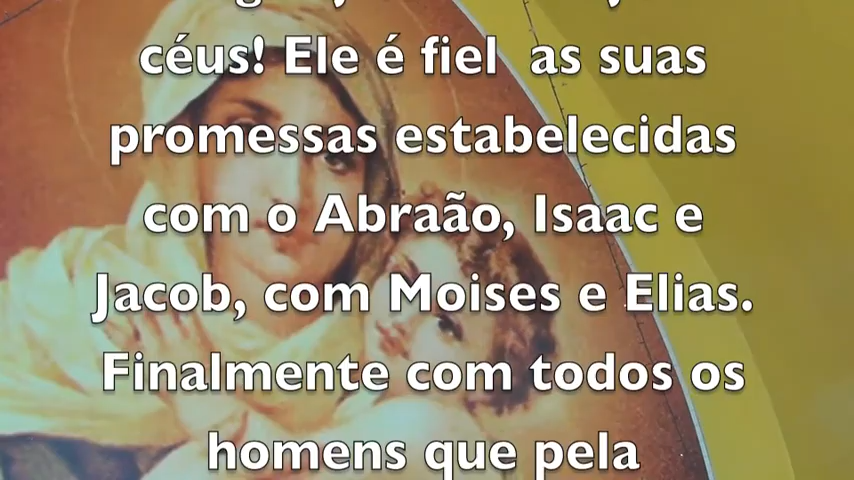 céus! Ele é fiel as suas
promessas estabelecidas
com o Abraão, Isaac e
Jacob, com Moises e Elias.
Finalmente com todos os
homens que pela